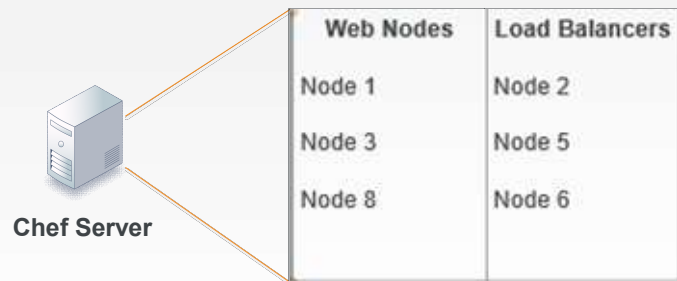 Web Nodes Load Balancers
Node 1 Node 2
Node 3 Node 5
Node 8 Node 6
Chef Server